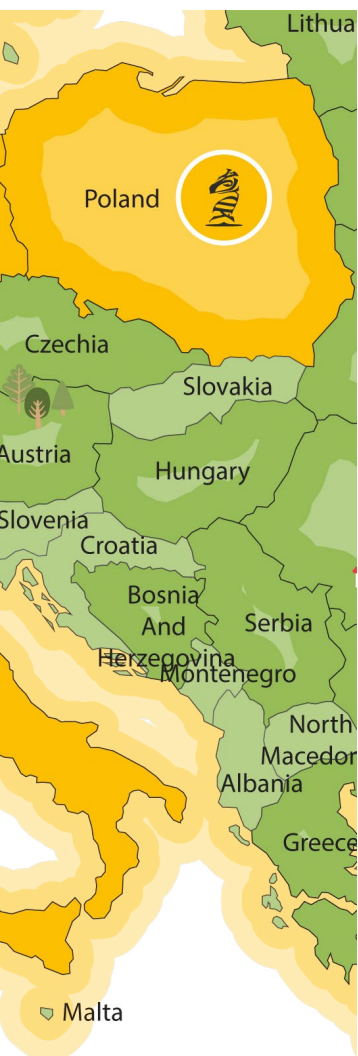 Lithua
Poland
Czechia
Slovakia
Austria
Hungary
Slovenia
Croatia
Bosnia
And
Herzegovina
Serbia
Montenegro
North
Macedon
Albania
Greece
Malta